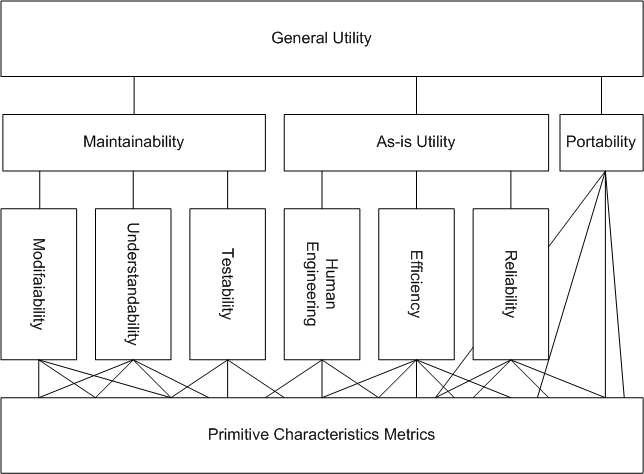 General Utility
Maintainability
As-is Utility
Portability
Modifaiability
Understandability
Testability
Human
Engineering
Efficiency
Reliability
Primitive Characteristics Metrics